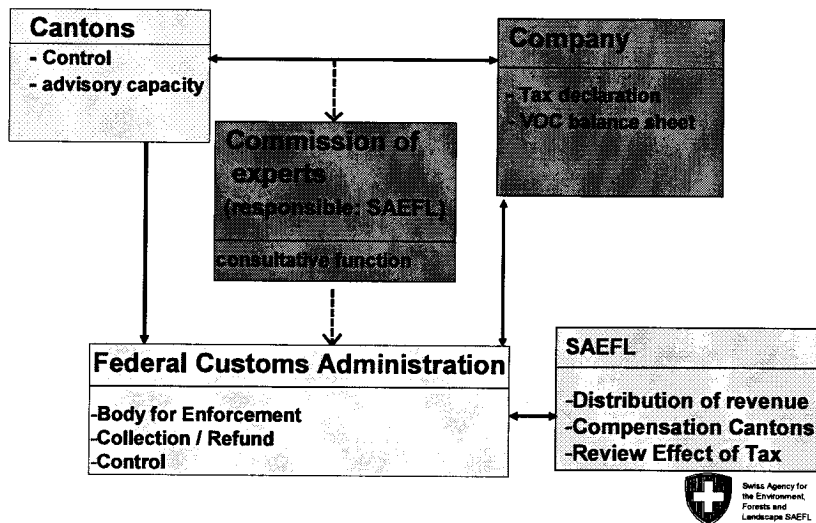 Cantons
- Control
- advisory capacity
Company
- Tax declaration
- VOC balance sheet
Commission of
experts
(responsible: SAEFL)
consultative function
Federal Customs Administration
-Body for Enforcement
-Collection / Refund
-Control
SAEFL
-Distribution of revenue
-Compensation Cantons
-Review Effect of Tax
Swiss Agency for
the Environment,
Forests and
Landscape SAEFL